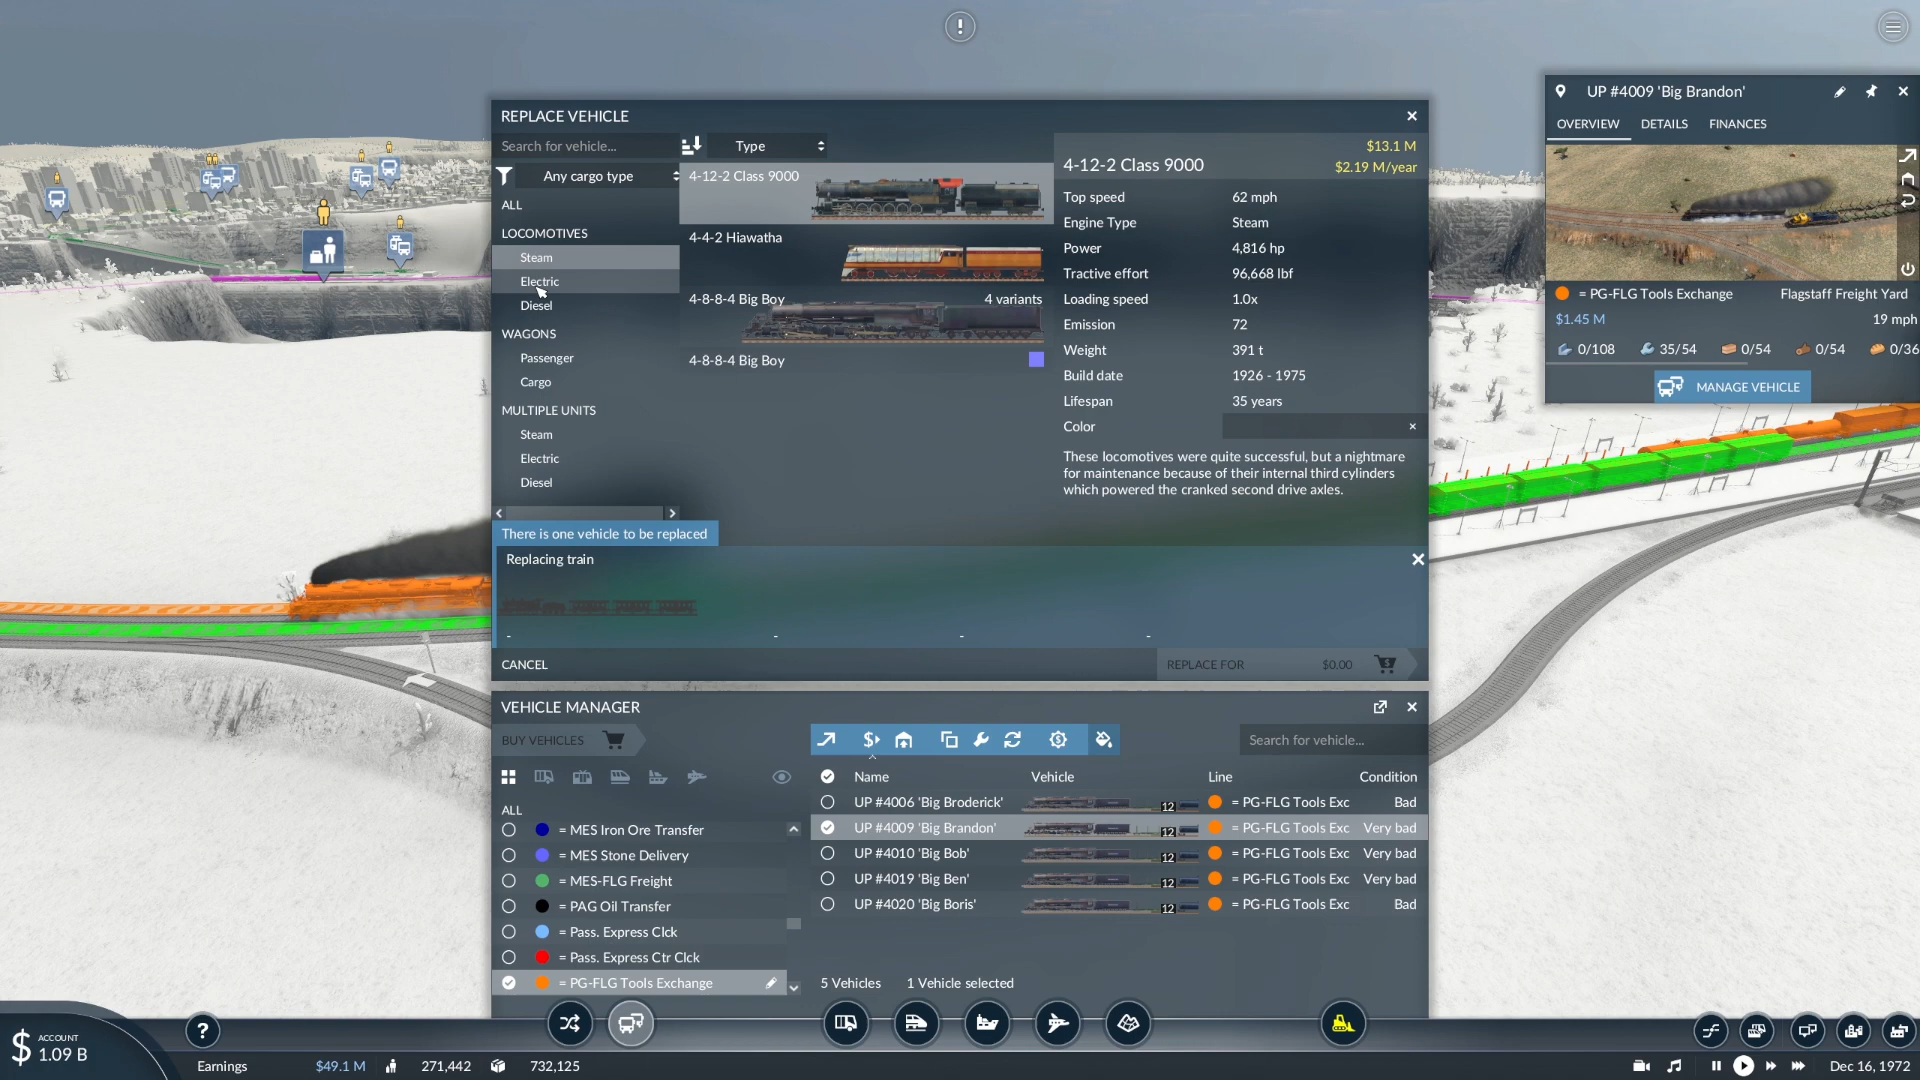 REPLACE VEHICLE
Search for vehicle...
Type
Any cargo type
ALL
LOCOMOTIVES
Steam
Electric
Diesel
WAGONS
Passenger
Cargo
MULTIPLE UNITS
Steam
Electric
Diesel
4-12-2 Class 9000
4-4-2 Hiawatha
4-8-8-4 Big Boy 4 variants
4-8-8-4 Big Boy
$13.1 M
4-12-2 Class 9000
$2.19 M/year
Top speed 62 mph
Engine Type Steam
Power 4,816 hp
Tractive effort 96,668 lbf
Loading speed 1.0x
Emission 72
Weight 391 t
Build date 1926 - 1975
Lifespan 35 years
Color
These locomotives were quite successful, but a nightmare
for maintenance because of their internal third cylinders
which powered the cranked second drive axles.
There is one vehicle to be replaced
Replacing train
- - - -
CANCEL
REPLACE FOR $0.00
UP #4009 'Big Brandon'
OVERVIEW DETAILS FINANCES
= PG-FLG Tools Exchange Flagstaff Freight Yard
$1.45 M 19 mph
0/108 35/54 0/54 0/54 0/36
MANAGE VEHICLE
VEHICLE MANAGER
BUY VEHICLES
Search for vehicle...
ALL
= MES Iron Ore Transfer
= MES Stone Delivery
= MES-FLG Freight
= PAG Oil Transfer
= Pass. Express Clck
= Pass. Express Ctr Clck
= PG-FLG Tools Exchange
Name Vehicle Line Condition
UP #4006 'Big Broderick' 12 = PG-FLG Tools Exc Bad
UP #4009 'Big Brandon' 12 = PG-FLG Tools Exc Very bad
UP #4010 'Big Bob' 12 = PG-FLG Tools Exc Very bad
UP #4019 'Big Ben' 12 = PG-FLG Tools Exc Very bad
UP #4020 'Big Boris' 12 = PG-FLG Tools Exc Bad
5 Vehicles 1 Vehicle selected
$ ACCOUNT
1.09 B
?
Earnings $49.1 M 271,442 732,125
Dec 16, 1972